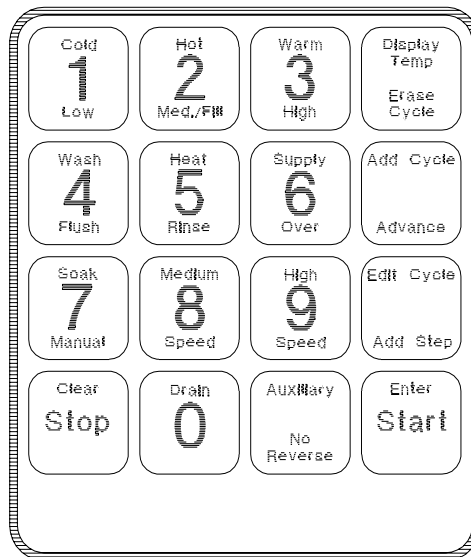 Cold
1
Low
Hot
2
Med./Fill
Warm
3
High
Display
Temp
Erase
Cycle
Wash
4
Flush
Heat
5
Rinse
Supply
6
Over
Add Cycle
Advance
Soak
7
Manual
Medium
8
Speed
High
9
Speed
Edit Cycle
Add Step
Clear
Stop
Drain
0
Auxiliary
No
Reverse
Enter
Start